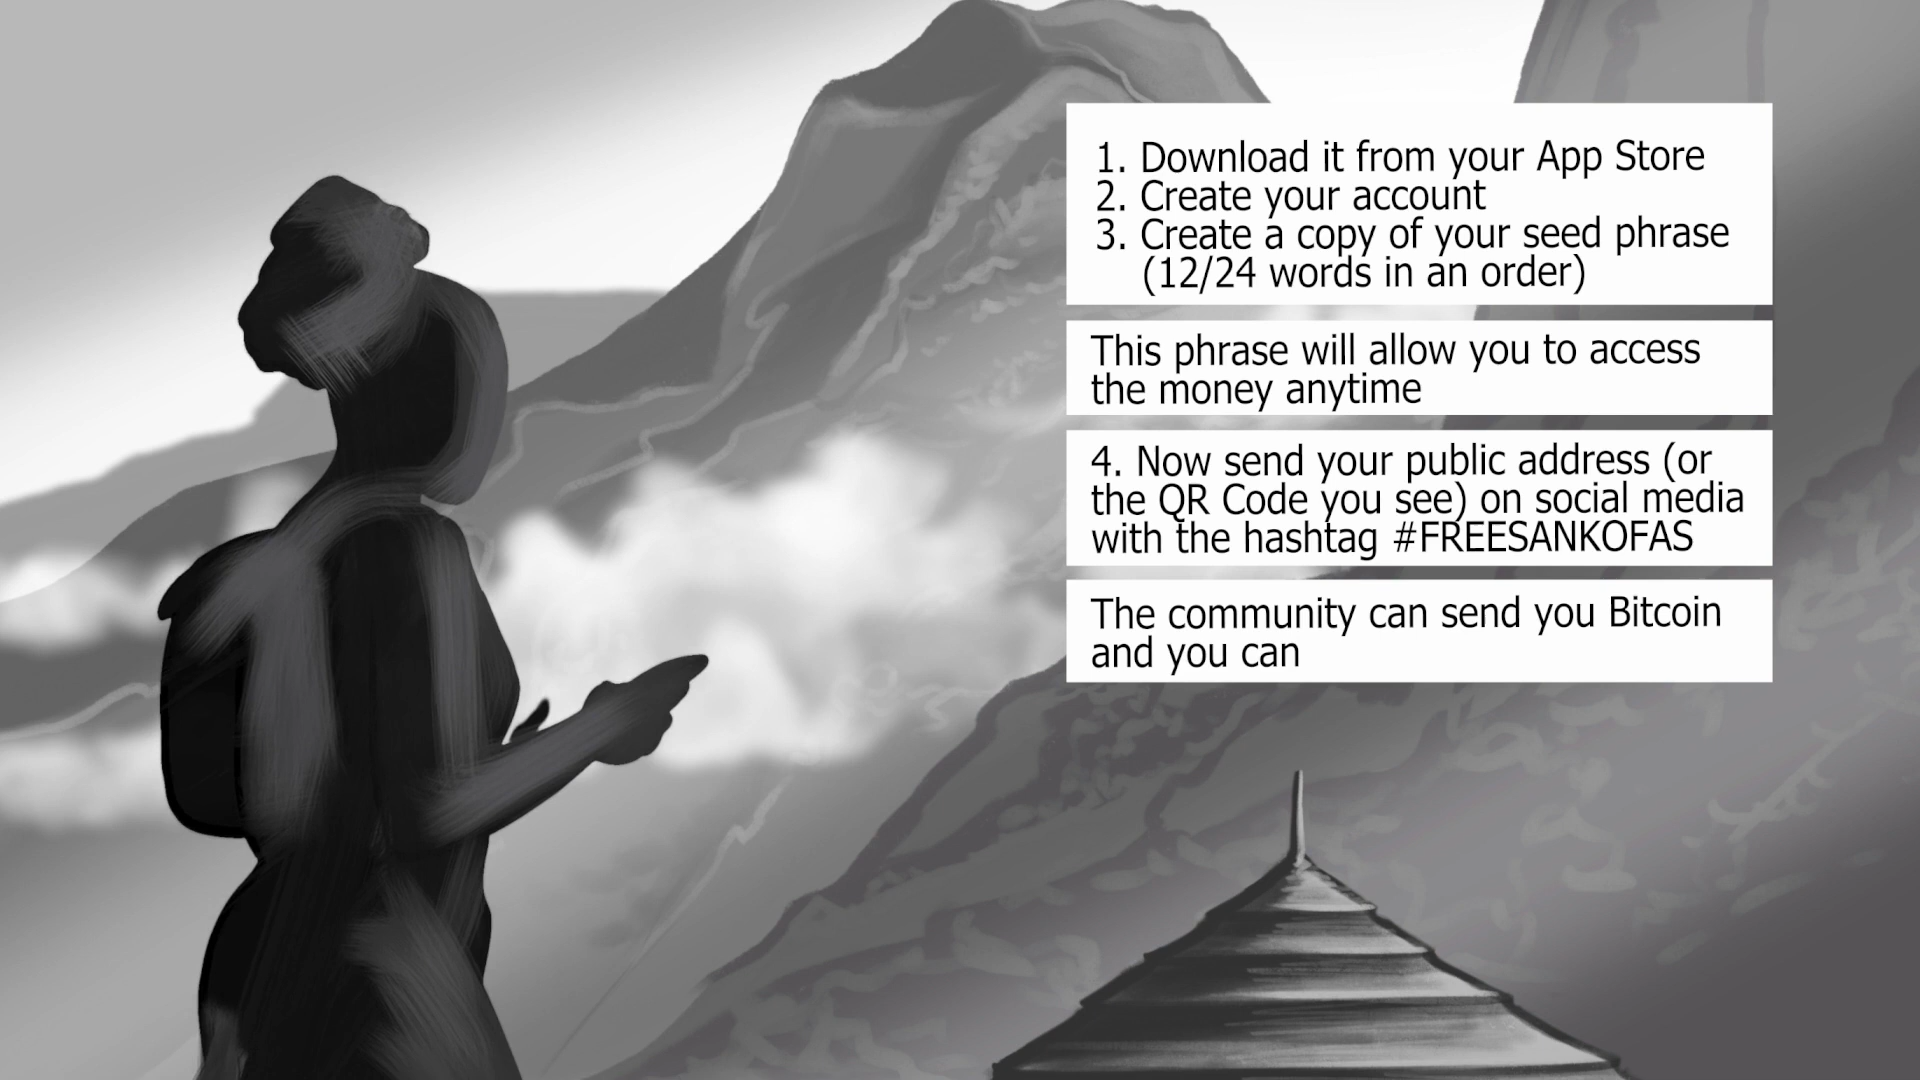 1. Download it from your App Store
2. Create your account
3. Create a copy of your seed phrase
(12/24 words in an order)
This phrase will allow you to access
the money anytime
4. Now send your public address (or
the QR Code you see) on social media
with the hashtag #FREESANKOFAS
The community can send you Bitcoin
and you can